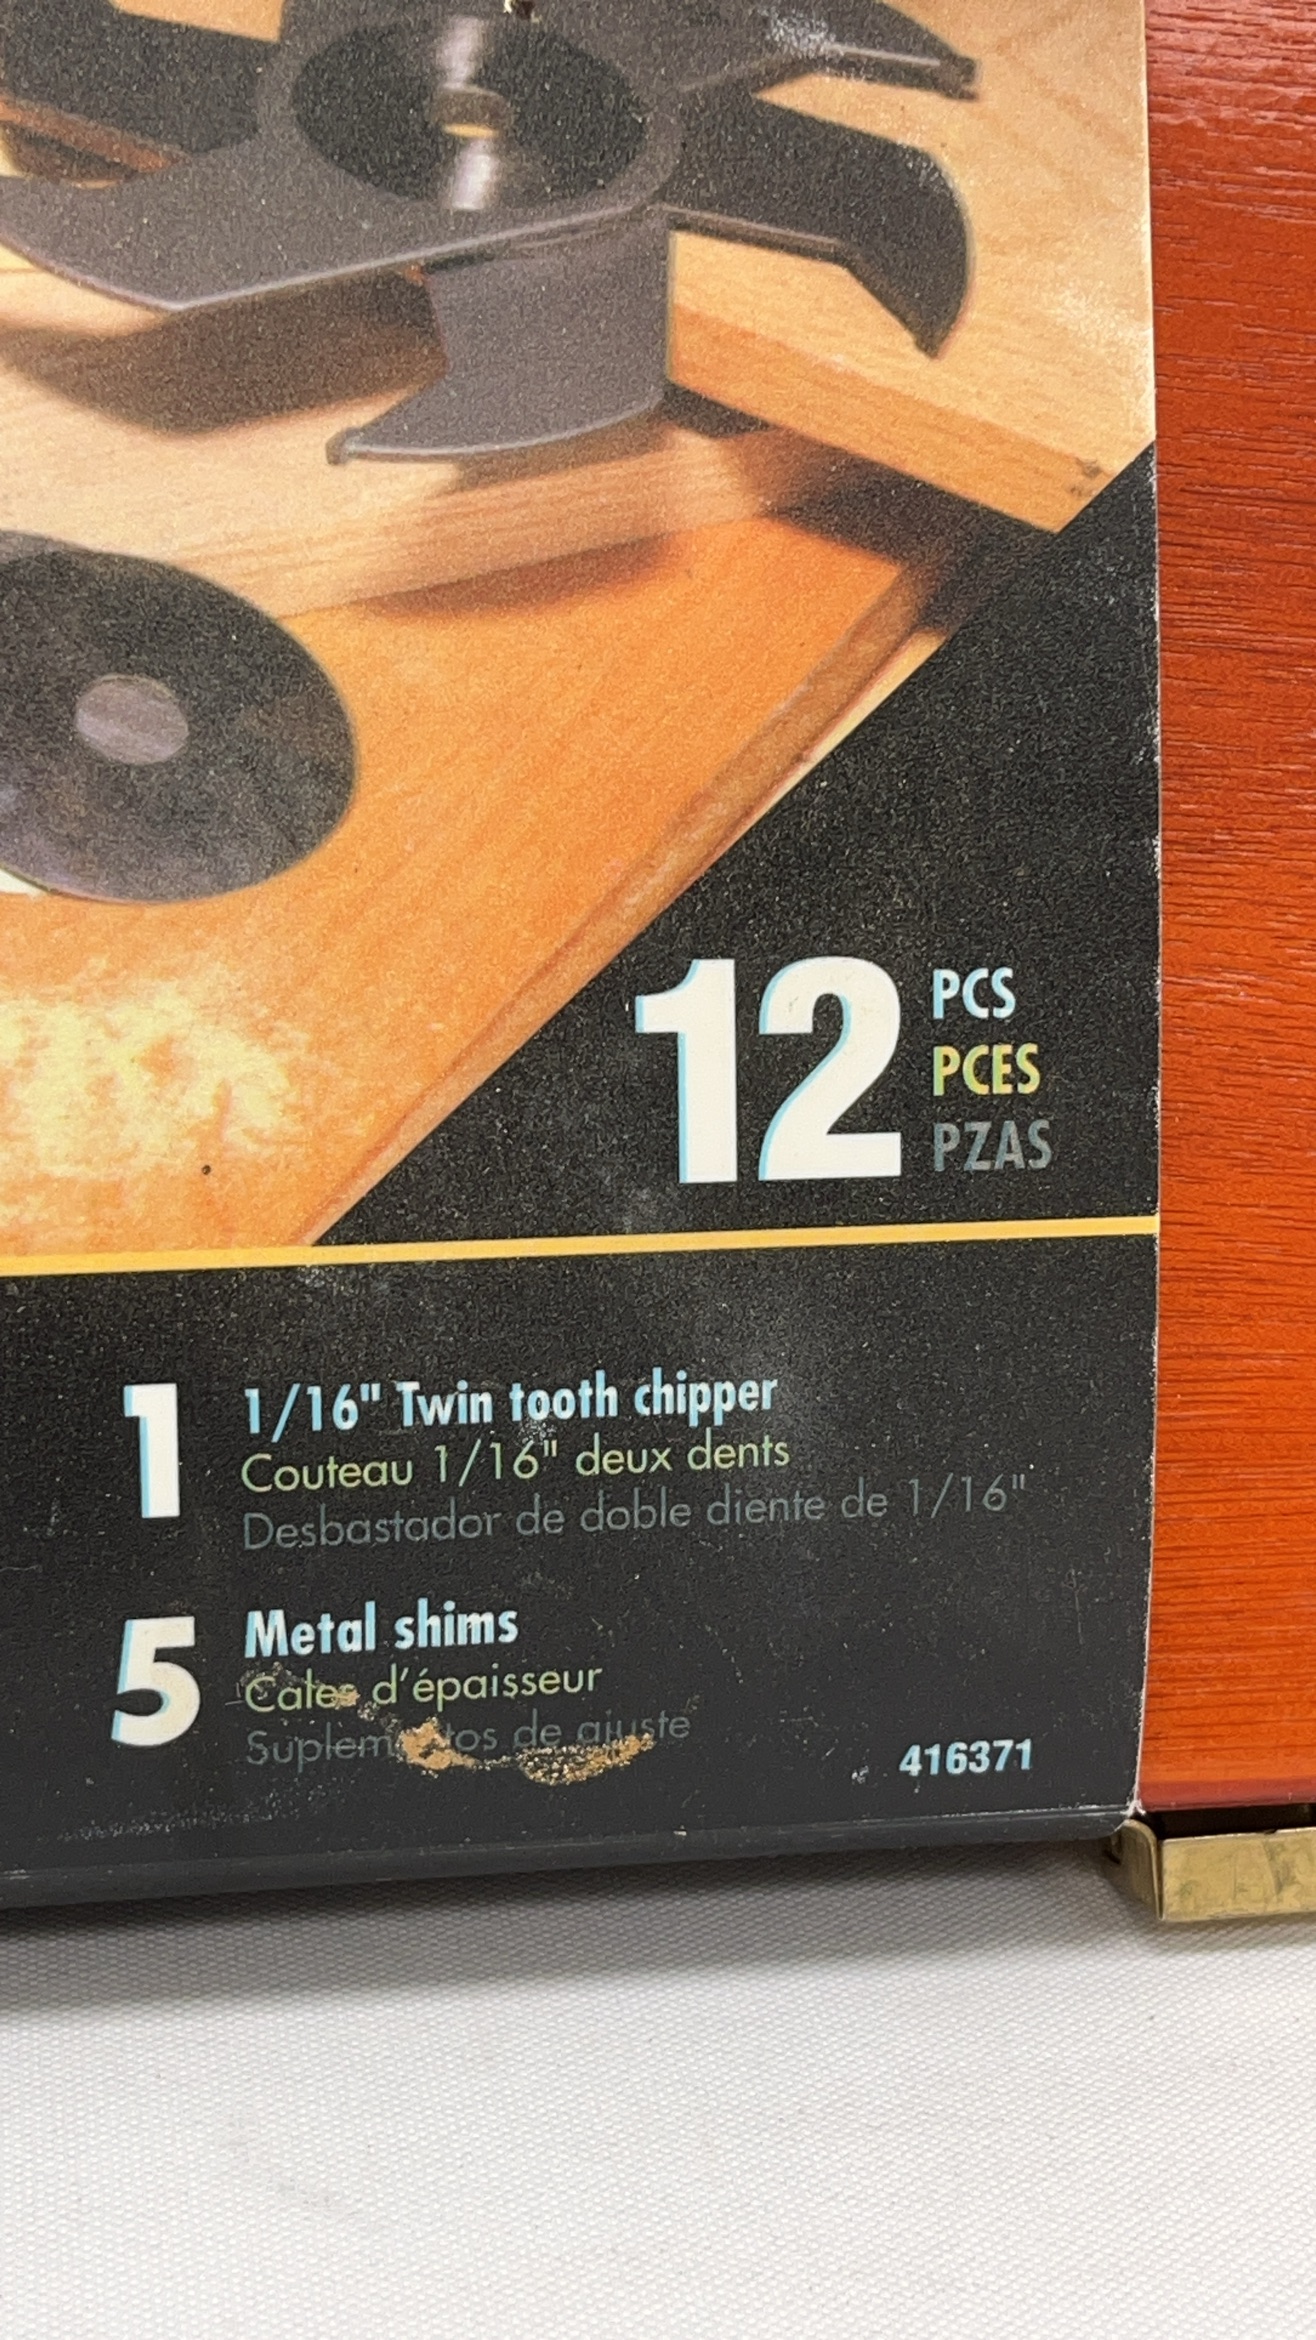 12 PCS
PCES
PZAS
1 1/16" Twin tooth chipper
Couteau 1/16" deux dents
Desbastador de doble diente de 1/16"
5 Metal shims
Cales d'épaisseur
de ajuste
416371